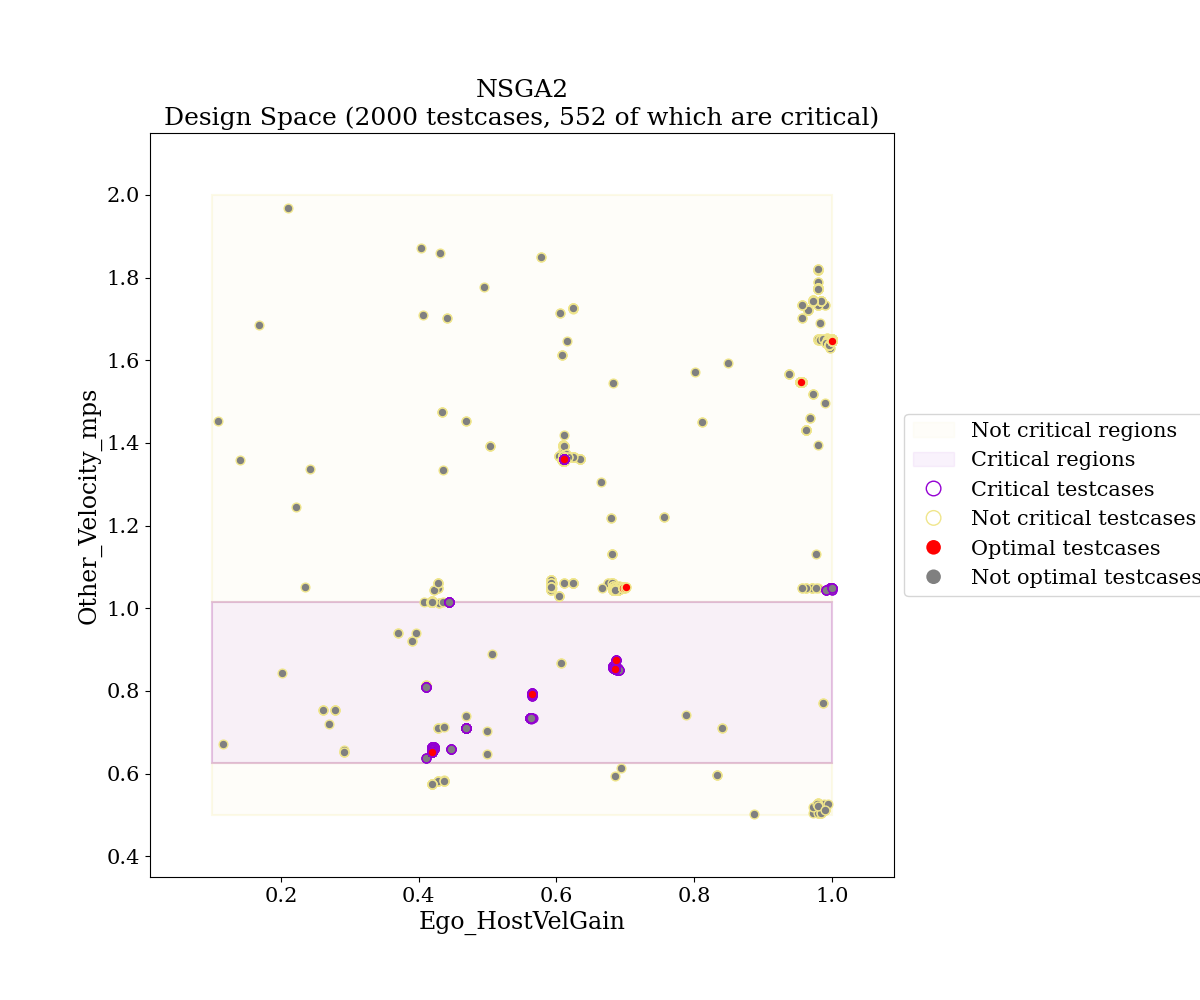 NSGA2
Design Space (2000 testcases, 552 of which are critical)
2.0
1.8
1.6
1.4
1.2
1.0
0.8
0.6
0.4
Other_Velocity_mps
0.2
0.4
0.6
0.8
1.0
Ego_HostVelGain
Not critical regions
Critical regions
Critical testcases
Not critical testcases
Optimal testcases
Not optimal testcases